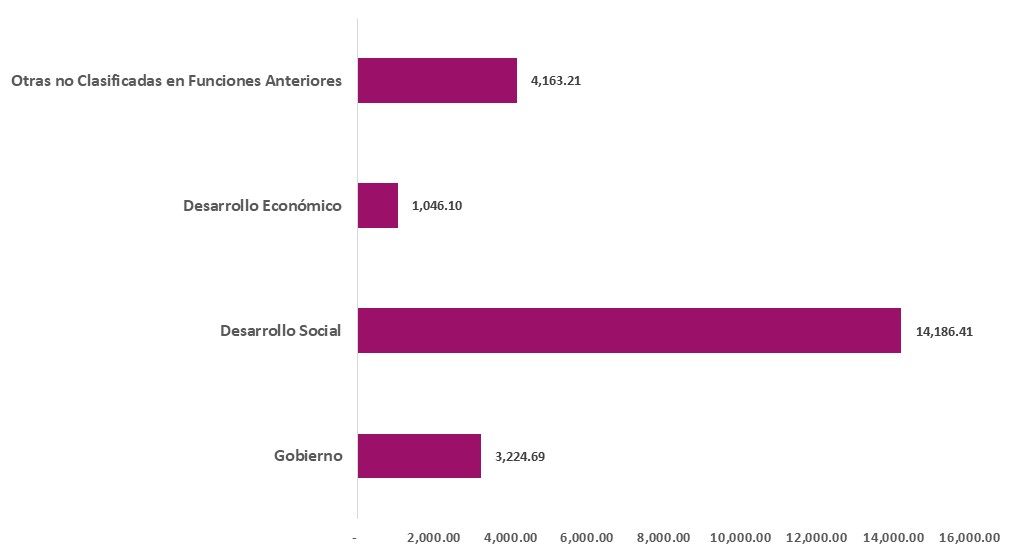 Otras no Clasificadas en Funciones Anteriores
4,163.21
Desarrollo Económico
1,046.10
Desarrollo Social
14,186.41
Gobierno
3,224.69
- 2,000.00 4,000.00 6,000.00 8,000.00 10,000.00 12,000.00 14,000.00 16,000.00